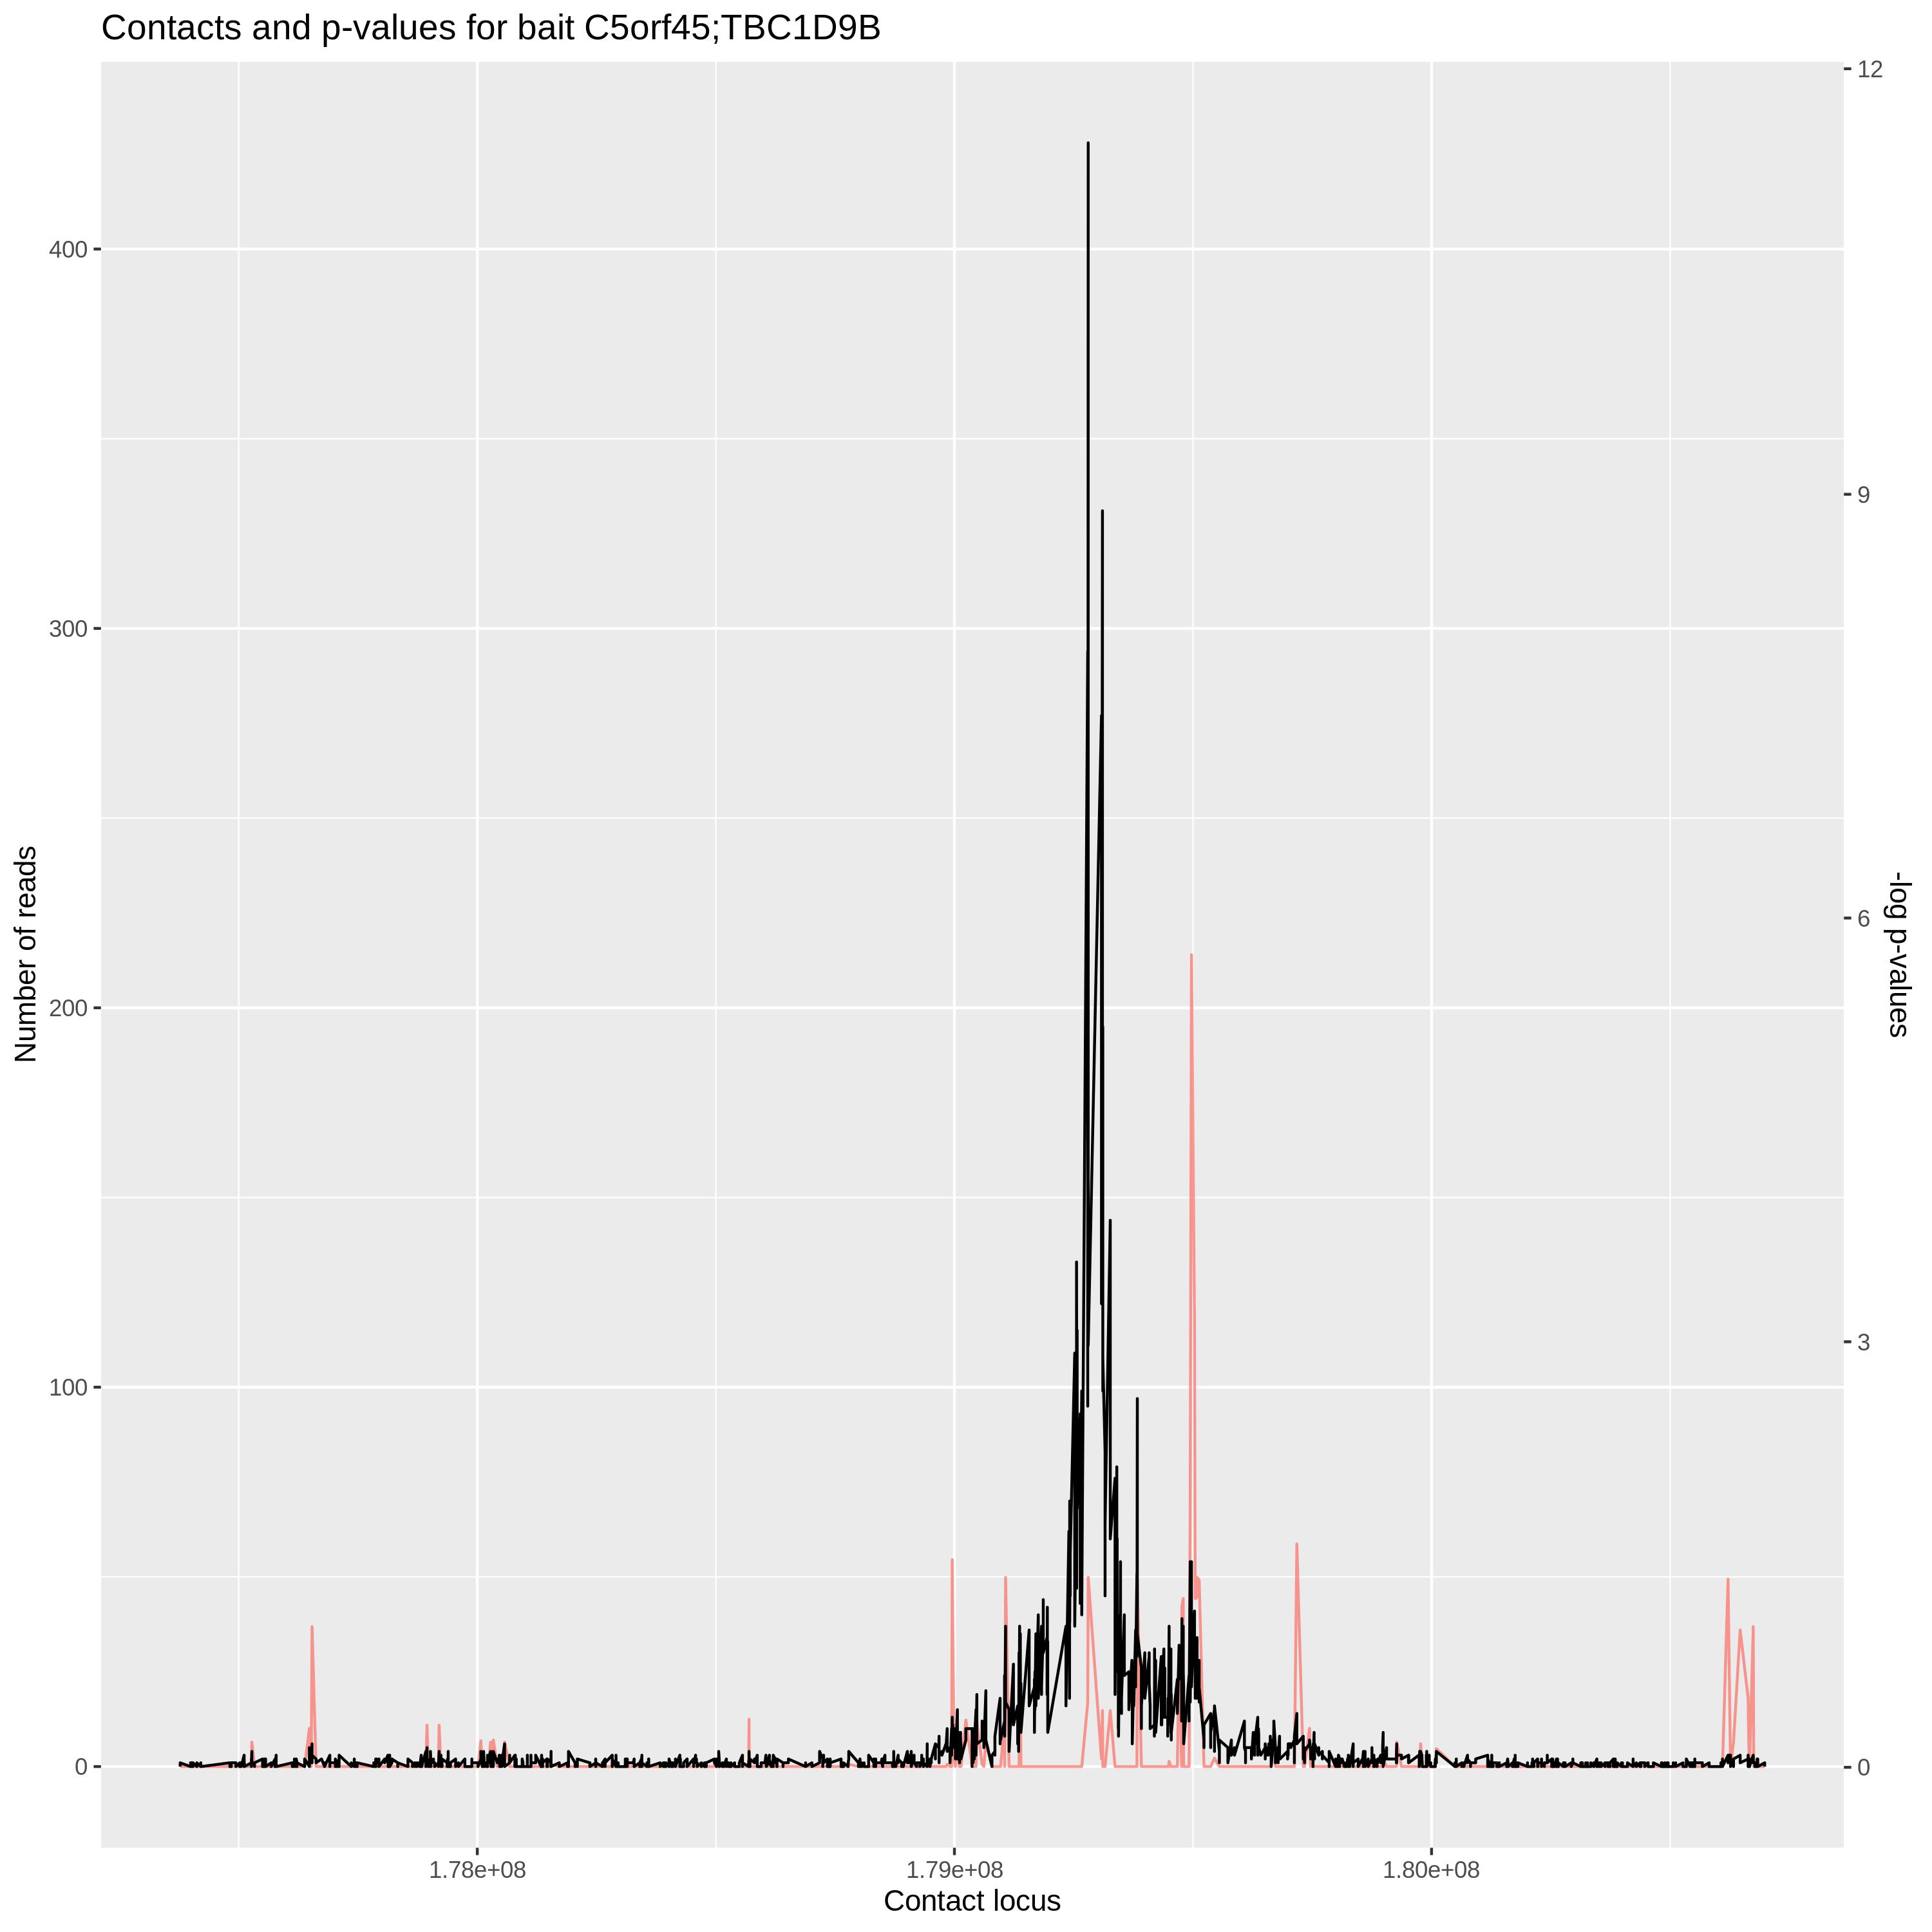 Contacts and p-values for bait C5orf45;TBC1D9B
12
400
9
300
6
200
3
100
0
0
Number of reads
-log p-values
1.78e+08
1.79e+08
1.80e+08
Contact locus